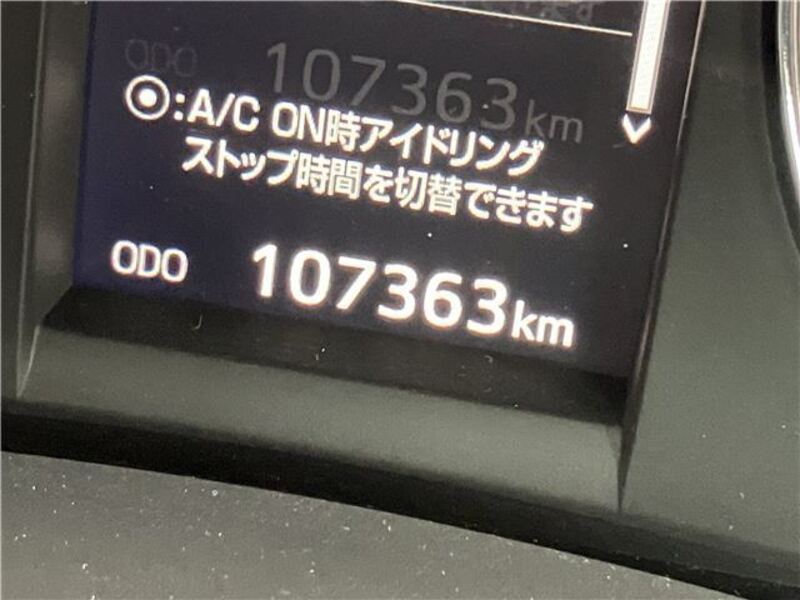 ODO 107363km
◉:A/C ON時アイドリング
ストップ時間を切替できます
ODO 107363km